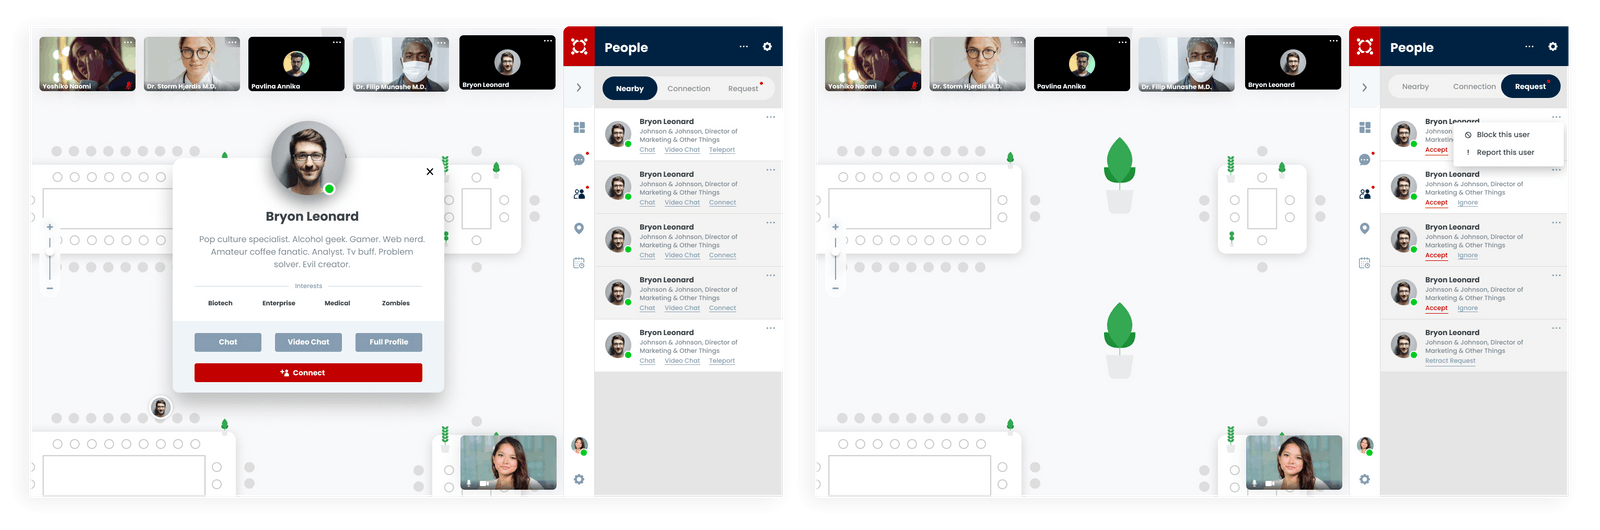 Yoshiko Naomi
Dr. Storm Hjerdis M.D.
Pavlina Annika
Dr. Filip Munashe M.D.
Bryon Leonard
People
Nearby
Connection
Request
Bryon Leonard
Pop culture specialist. Alcohol geek. Gamer. Web nerd.
Amateur coffee fanatic. Analyst. Tv buff. Problem
solver. Evil creator.
Interests
Biotech
Enterprise
Medical
Zombies
Chat
Video Chat
Full Profile
Connect
Bryon Leonard
Johnson & Johnson, Director of
Marketing & Other Things
Chat Video Chat Teleport
Bryon Leonard
Johnson & Johnson, Director of
Marketing & Other Things
Chat Video Chat Connect
Bryon Leonard
Johnson & Johnson, Director of
Marketing & Other Things
Chat Video Chat Connect
Bryon Leonard
Johnson & Johnson, Director of
Marketing & Other Things
Chat Video Chat Connect
Bryon Leonard
Johnson & Johnson, Director of
Marketing & Other Things
Chat Video Chat Teleport
Yoshiko Naomi
Dr. Storm Hjerdis M.D.
Pavlina Annika
Dr. Filip Munashe M.D.
Bryon Leonard
People
Nearby
Connection
Request
Bryon Leonard
Johnson
Marketing
Accept
Block this user
! Report this user
Bryon Leonard
Johnson & Johnson, Director of
Marketing & Other Things
Accept Ignore
Bryon Leonard
Johnson & Johnson, Director of
Marketing & Other Things
Accept Ignore
Bryon Leonard
Johnson & Johnson, Director of
Marketing & Other Things
Accept Ignore
Bryon Leonard
Johnson & Johnson, Director of
Marketing & Other Things
Retract Request